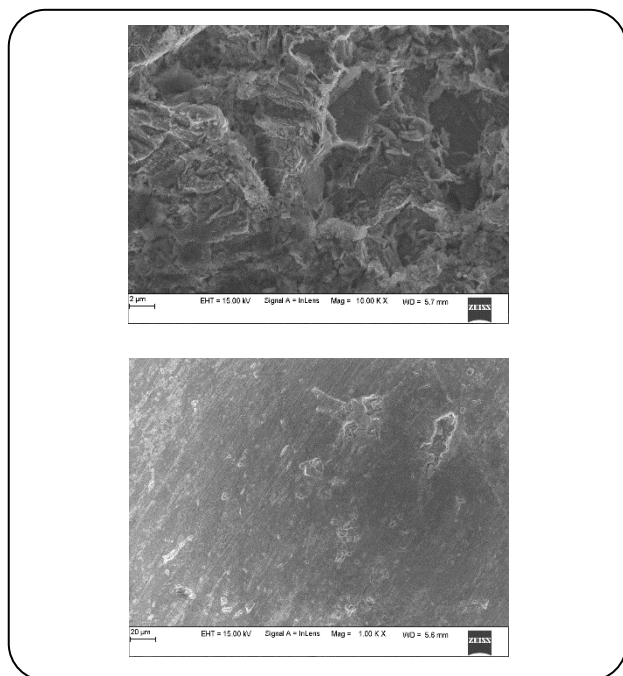 2 µm EHT = 15.00 kV Signal A = InLens Mag = 10.00 K X WD = 5.7 mm ZEISS
20 µm EHT = 15.00 kV Signal A = InLens Mag = 1.00 K X WD = 5.6 mm ZEISS